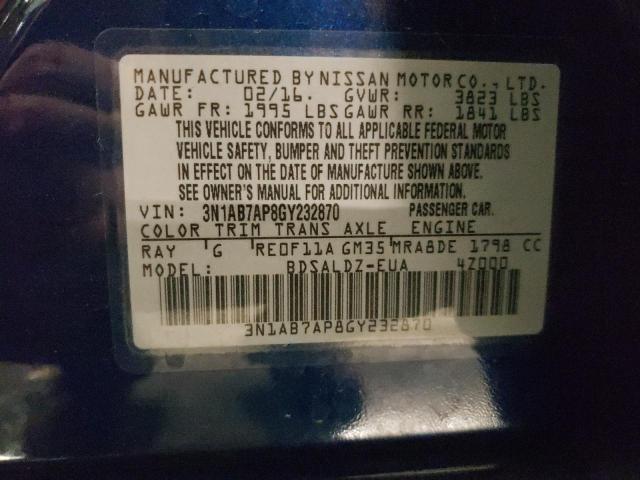 MANUFACTURED BY NISSAN MOTOR CO., LTD.
DATE: 02/16. GVWR: 3823 LBS
GAWR FR: 1995 LBS GAWR RR: 1841 LBS
THIS VEHICLE CONFORMS TO ALL APPLICABLE FEDERAL MOTOR
VEHICLE SAFETY, BUMPER AND THEFT PREVENTION STANDARDS
IN EFFECT ON THE DATE OF MANUFACTURE SHOWN ABOVE.
SEE OWNER'S MANUAL FOR ADDITIONAL INFORMATION.
VIN: 3N1AB7AP8GY232870 PASSENGER CAR.
COLOR TRIM TRANS AXLE ENGINE
RAY G RE0F11A GM35 MRA8DE 1798 CC
MODEL: BDSALDZ-EUA 4Z000
3N1AB7AP8GY232870